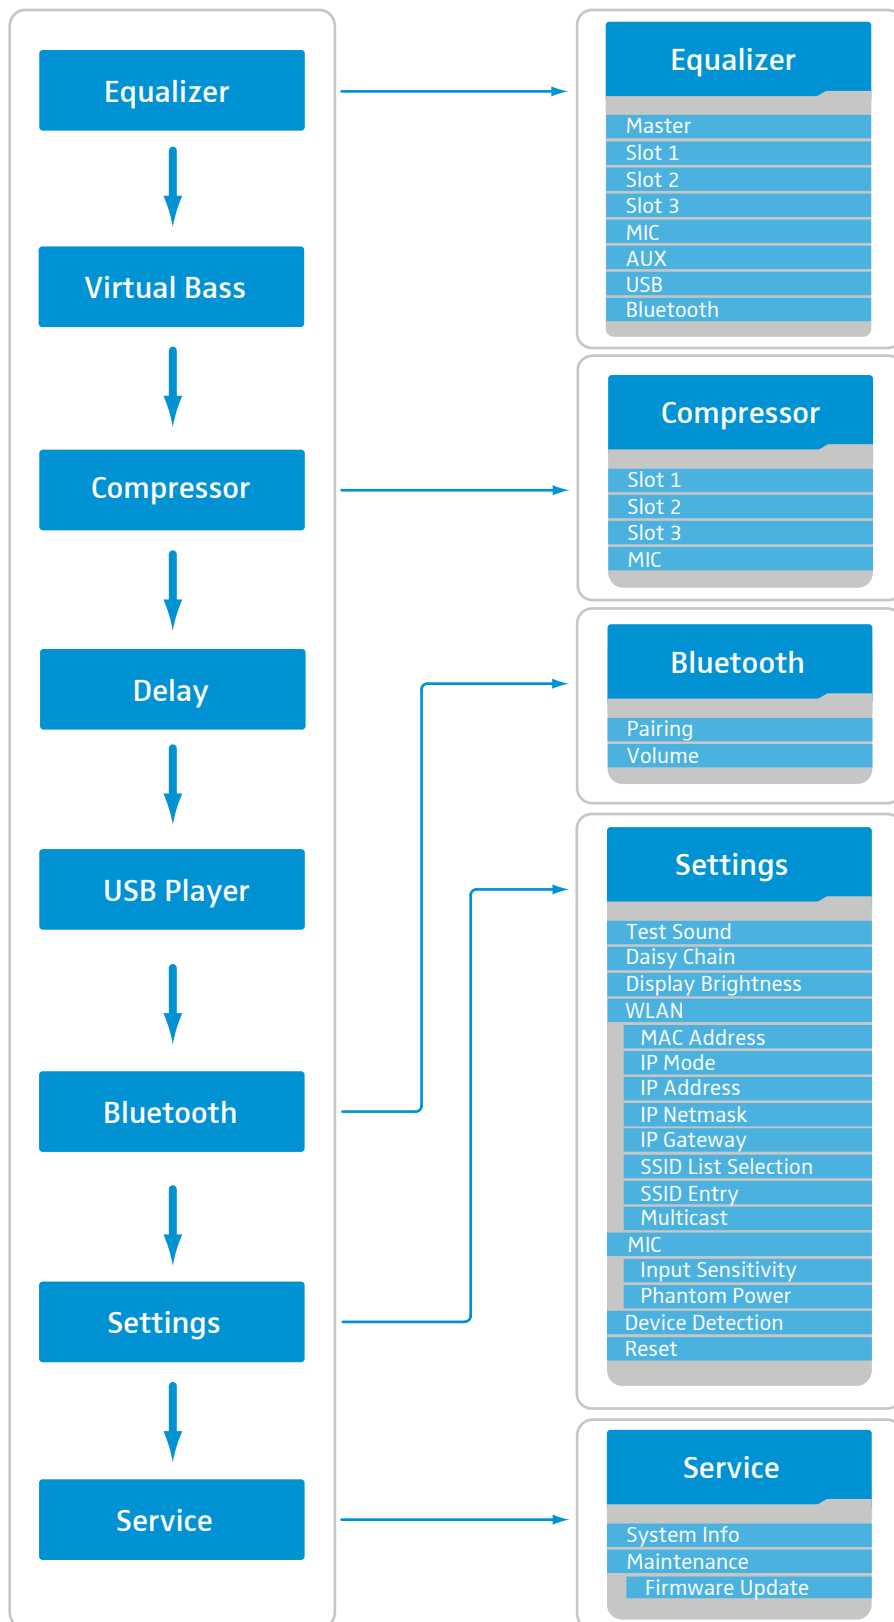 Equalizer
Virtual Bass
Compressor
Delay
USB Player
Bluetooth
Settings
Service
Equalizer
Master
Slot 1
Slot 2
Slot 3
MIC
AUX
USB
Bluetooth
Compressor
Slot 1
Slot 2
Slot 3
MIC
Bluetooth
Pairing
Volume
Settings
Test Sound
Daisy Chain
Display Brightness
WLAN
MAC Address
IP Mode
IP Address
IP Netmask
IP Gateway
SSID List Selection
SSID Entry
Multicast
MIC
Input Sensitivity
Phantom Power
Device Detection
Reset
Service
System Info
Maintenance
Firmware Update